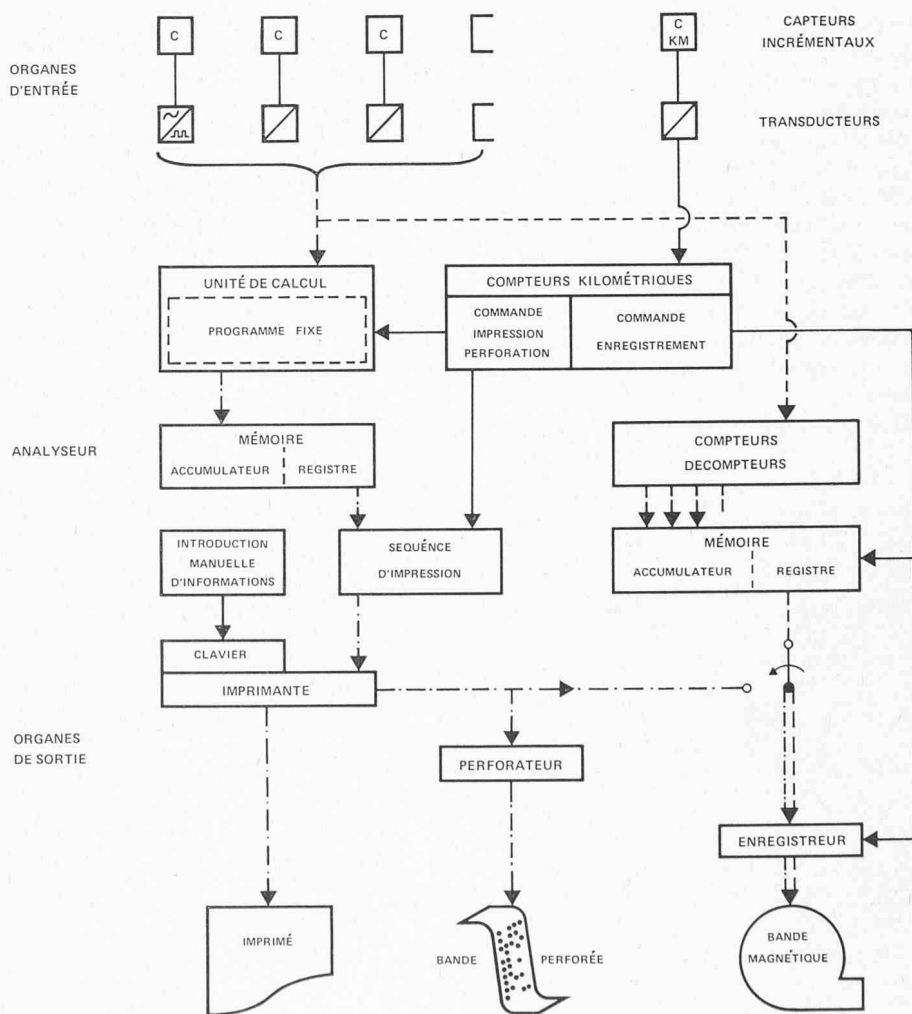 C
C
C
C
KM
CAPTEURS
INCRÉMENTAUX
ORGANES
D'ENTRÉE
TRANSDUCTEURS
UNITÉ DE CALCUL
PROGRAMME FIXE
COMPTEURS KILOMÉTRIQUES
COMMANDE
IMPRESSION
PERFORATION
COMMANDE
ENREGISTREMENT
ANALYSEUR
MÉMOIRE
ACCUMULATEUR
REGISTRE
COMPTEURS
DECOMPTEURS
INTRODUCTION
MANUELLE
D'INFORMATIONS
SEQUÉNCE
D'IMPRESSION
MÉMOIRE
ACCUMULATEUR
REGISTRE
CLAVIER
IMPRIMANTE
ORGANES
DE SORTIE
PERFORATEUR
ENREGISTREUR
IMPRIMÉ
BANDE
PERFORÉE
BANDE
MAGNÉTIQUE